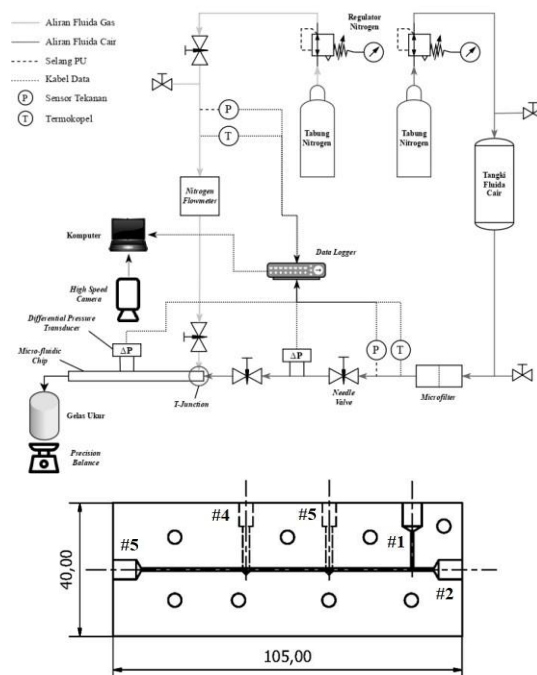 Aliran Fluida Gas
Aliran Fluida Cair
Selang PU
Kabel Data
P Sensor Tekanan
T Termokopel
Regulator
Nitrogen
P
T
Tabung
Nitrogen
Tabung
Nitrogen
Tangki
Fluida
Cair
Nitrogen
Flowmeter
Komputer
Data Logger
High Speed
Camera
Differential Pressure
Transducer
ΔP
ΔP
P
T
Micro-fluidic
Chip
T-Junction
Needle
Valve
Microfilter
Gelas Ukur
Precision
Balance
#4
#5
#5
#1
#2
40,00
105,00